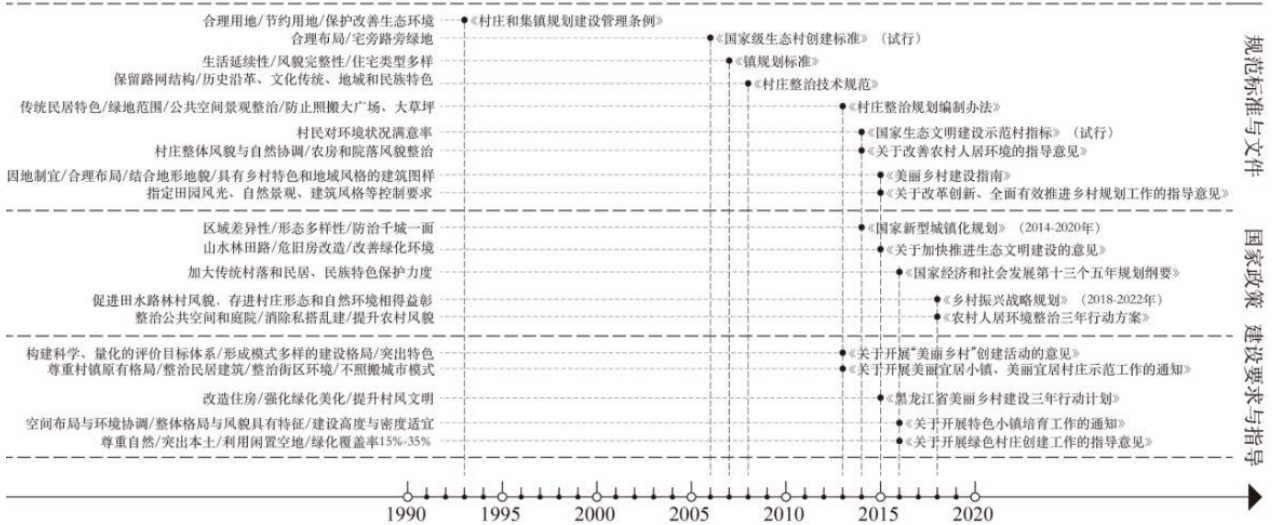 合理用地/节约用地/保护改善生态环境 《村庄和集镇规划建设管理条例》
合理布局/宅旁路旁绿地 《国家级生态村创建标准》（试行）
生活延续性/风貌完整性/住宅类型多样 《镇规划标准》
保留路网结构/历史沿革、文化传统、地域和民族特色 《村庄整治技术规范》
传统民居特色/绿地范围/公共空间景观整治/防止照搬大广场、大草坪 《村庄整治规划编制办法》
村民对环境状况满意率 《国家生态文明建设示范村指标》（试行）
村庄整体风貌与自然协调/农房和院落风貌整治 《关于改善农村人居环境的指导意见》
因地制宜/合理布局/结合地形地貌/具有乡村特色和地域风格的建筑图样 《美丽乡村建设指南》
指定田园风光、自然景观、建筑风格等控制要求 《关于改革创新、全面有效推进乡村规划工作的指导意见》
规范标准与文件
区域差异性/形态多样性/防治千城一面 《国家新型城镇化规划》（2014-2020年）
山水林田路/危旧房改造/改善绿化环境 《关于加快推进生态文明建设的意见》
加大传统村落和民居、民族特色保护力度 《国家经济和社会发展第十三个五年规划纲要》
促进田水路林村风貌，存进村庄形态和自然环境相得益彰 《乡村振兴战略规划》（2018-2022年）
整治公共空间和庭院/消除私搭乱建/提升农村风貌 《农村人居环境整治三年行动方案》
国家政策
构建科学、量化的评价目标体系/形成模式多样的建设格局/突出特色 《关于开展“美丽乡村”创建活动的意见》
尊重村镇原有格局/整治民居建筑/整治街区环境/不照搬城市模式 《关于开展美丽宜居小镇、美丽宜居村庄示范工作的通知》
改造住房/强化绿化美化/提升村风文明 《黑龙江省美丽乡村建设三年行动计划》
空间布局与环境协调/整体格局与风貌具有特征/建设高度与密度适宜 《关于开展特色小镇培育工作的通知》
尊重自然/突出本土/利用闲置空地/绿化覆盖率15%-35% 《关于开展绿色村庄创建工作的指导意见》
建设要求与指导
1990 1995 2000 2005 2010 2015 2020